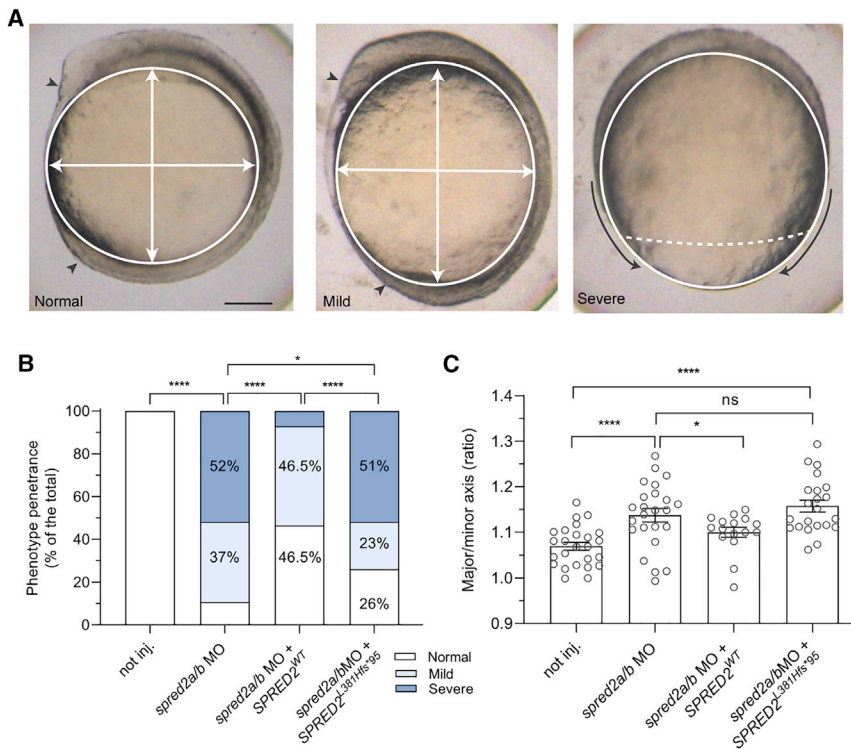 A
Normal
Mild
Severe
B
*
**** **** ****
Phenotype penetrance
(% of the total)
100
80
60
40
20
0
52%
37%
46.5%
46.5%
51%
23%
26%
not inj.
spred2a/b MO
spred2a/b MO +
SPRED2WT
spred2a/bMO +
SPRED2L381Hfs*95
Normal
Mild
Severe
C
****
ns
**** *
Major/minor axis (ratio)
1.4
1.3
1.2
1.1
1.0
0.9
not inj.
spred2a/b MO
spred2a/b MO +
SPRED2WT
spred2a/bMO +
SPRED2L381Hfs*95